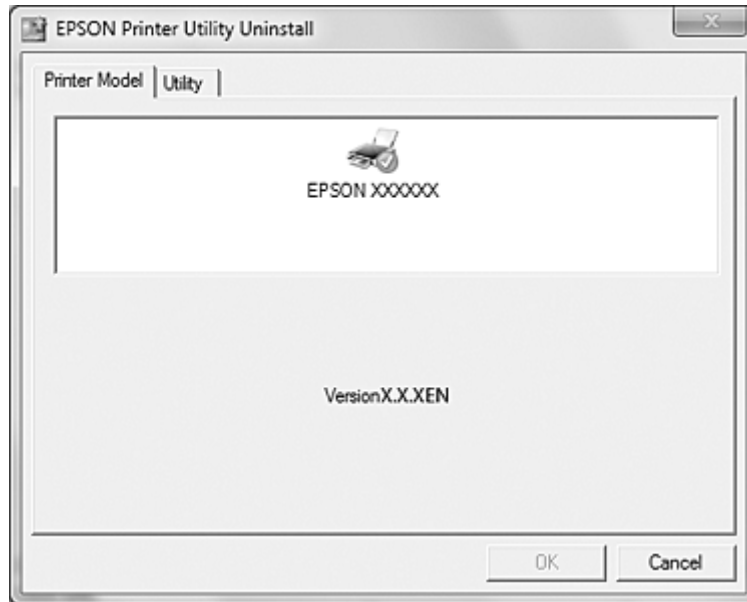 EPSON Printer Utility Uninstall
Printer Model Utility
EPSON XXXXXX
VersionX.X.XEN
OK Cancel